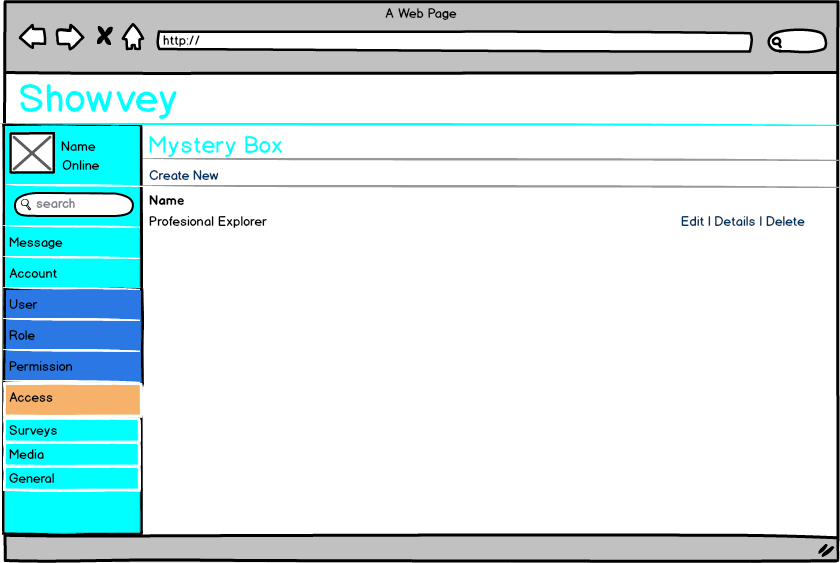 A Web Page
http://
Showvey
Name
Online
search
Message
Account
User
Role
Permission
Access
Surveys
Media
General
Mystery Box
Create New
Name
Profesional Explorer
Edit | Details | Delete